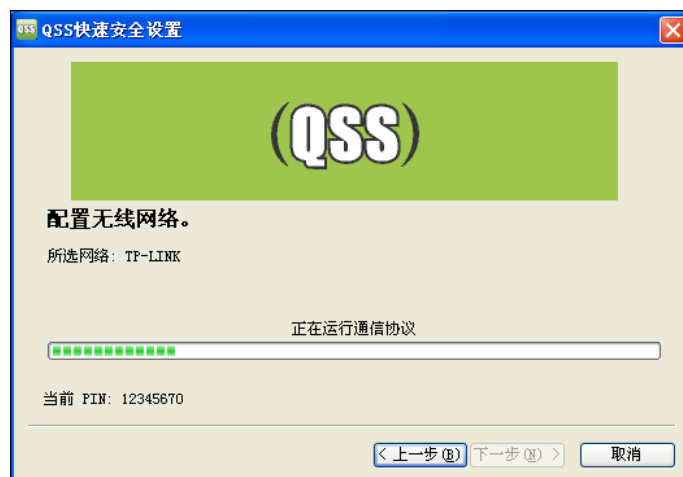 QSS QSS快速安全设置
(QSS)
配置无线网络。
所选网络: TP-LINK
正在运行通信协议
当前 PIN: 12345670
< 上一步(B) 下一步(N) > 取消